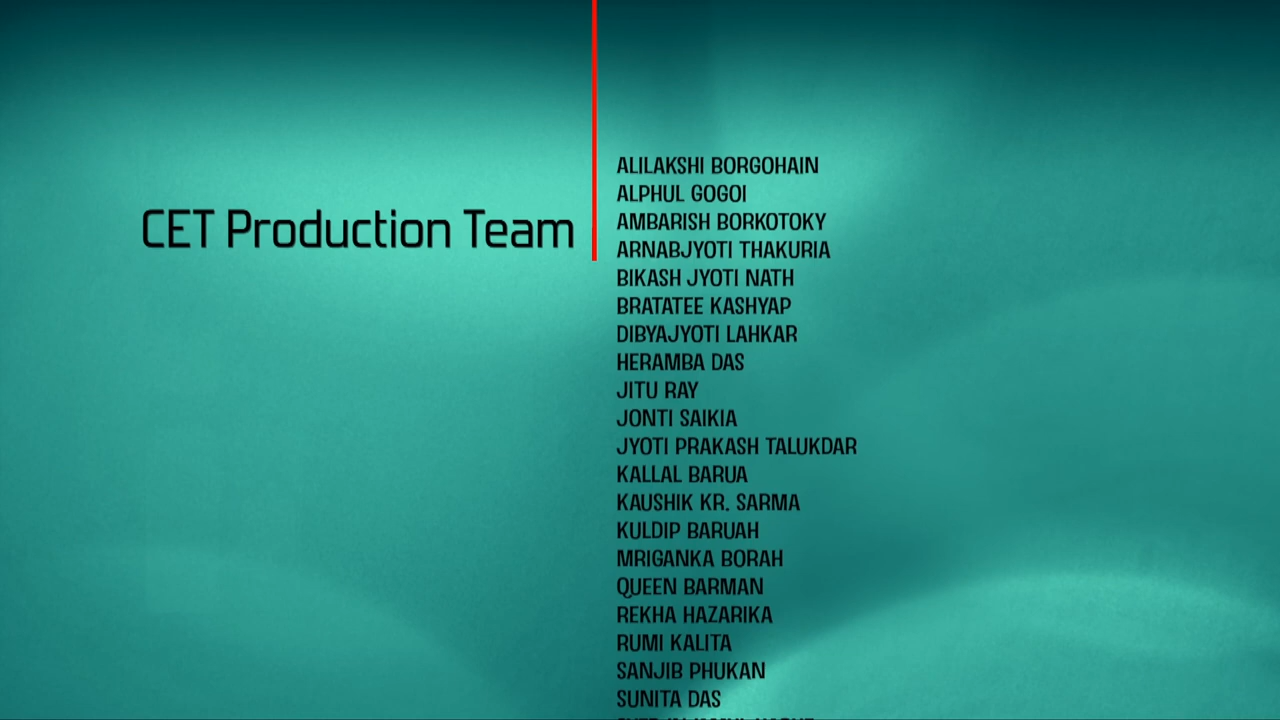 CET Production Team
ALILAKSHI BORGOHAIN
ALPHUL GOGOI
AMBARISH BORKOTOKY
ARNABJYOTI THAKURIA
BIKASH JYOTI NATH
BRATATEE KASHYAP
DIBYAJYOTI LAHKAR
HERAMBA DAS
JITU RAY
JONTI SAIKIA
JYOTI PRAKASH TALUKDAR
KALLAL BARUA
KAUSHIK KR. SARMA
KULDIP BARUAH
MRIGANKA BORAH
QUEEN BARMAN
REKHA HAZARIKA
RUMI KALITA
SANJIB PHUKAN
SUNITA DAS